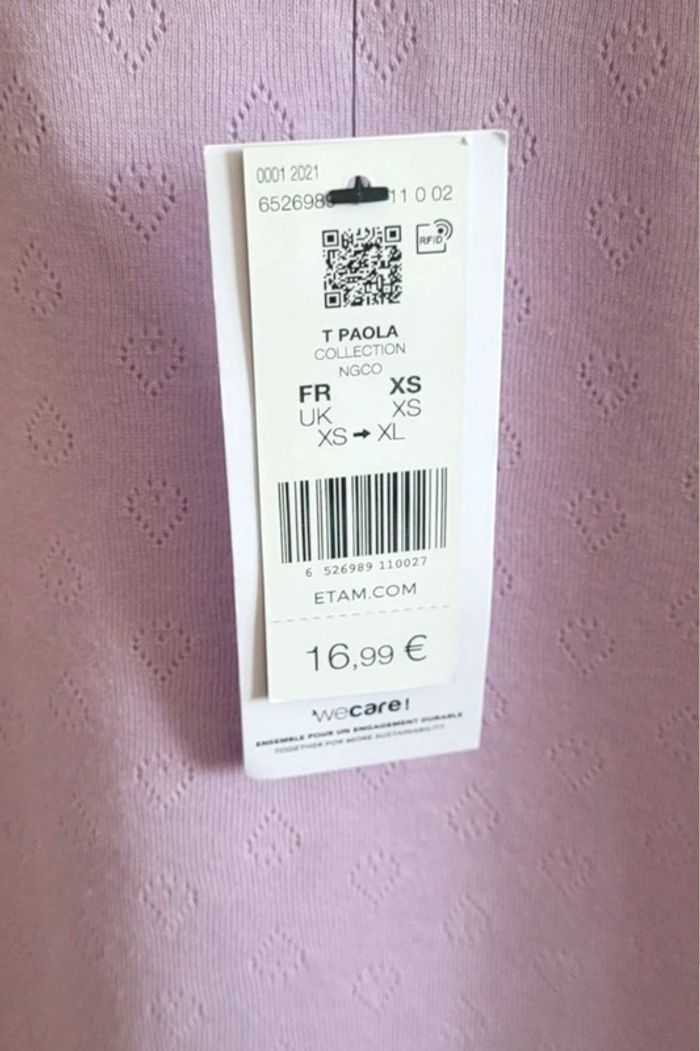 0001 2021
652698 11 0 02
RFID
T PAOLA
COLLECTION
NGCO
FR XS
UK XS
XS → XL
6 526989 110027
ETAM.COM
16,99 €
wecare!
ENSEMBLE POUR UN ENGAGEMENT DURABLE
TOGETHER FOR MORE SUSTAINABILITY